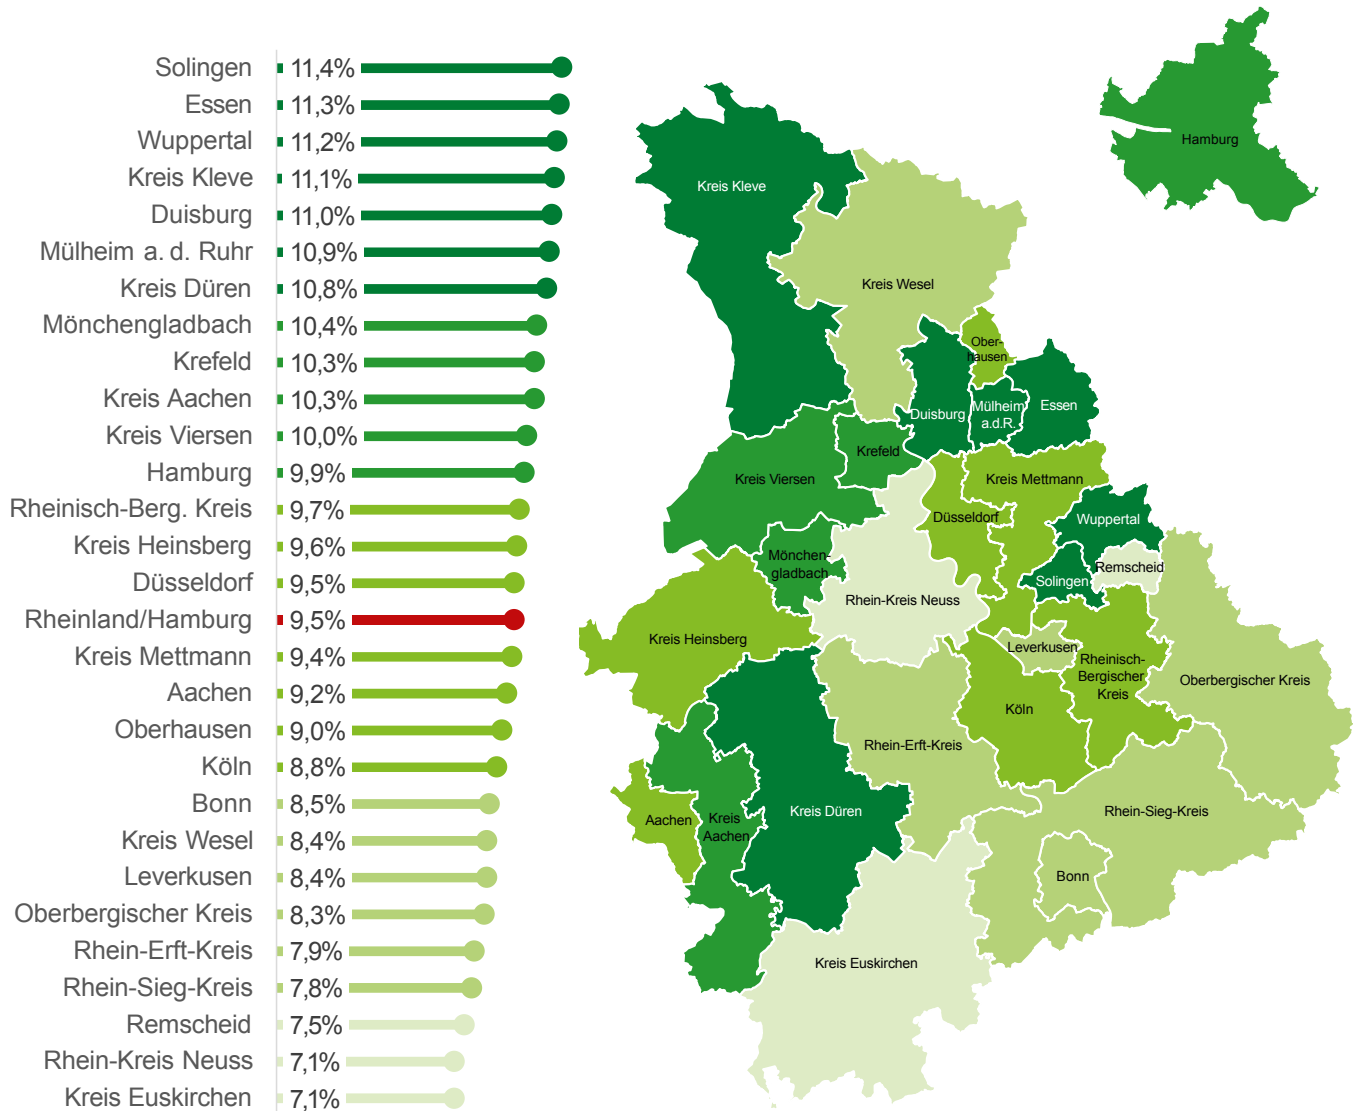 Solingen 11,4%
Essen 11,3%
Wuppertal 11,2%
Kreis Kleve 11,1%
Duisburg 11,0%
Mülheim a. d. Ruhr 10,9%
Kreis Düren 10,8%
Mönchengladbach 10,4%
Krefeld 10,3%
Kreis Aachen 10,3%
Kreis Viersen 10,0%
Hamburg 9,9%
Rheinisch-Berg. Kreis 9,7%
Kreis Heinsberg 9,6%
Düsseldorf 9,5%
Rheinland/Hamburg 9,5%
Kreis Mettmann 9,4%
Aachen 9,2%
Oberhausen 9,0%
Köln 8,8%
Bonn 8,5%
Kreis Wesel 8,4%
Leverkusen 8,4%
Oberbergischer Kreis 8,3%
Rhein-Erft-Kreis 7,9%
Rhein-Sieg-Kreis 7,8%
Remscheid 7,5%
Rhein-Kreis Neuss 7,1%
Kreis Euskirchen 7,1%
Hamburg
Kreis Kleve
Kreis Wesel
Ober-
hausen
Duisburg
Mülheim
a.d.R.
Essen
Krefeld
Kreis Viersen
Kreis Mettmann
Düsseldorf
Wuppertal
Mönchen-
gladbach
Remscheid
Solingen
Rhein-Kreis Neuss
Kreis Heinsberg
Leverkusen
Rheinisch-
Bergischer
Kreis
Oberbergischer Kreis
Köln
Rhein-Erft-Kreis
Kreis Düren
Rhein-Sieg-Kreis
Aachen
Kreis
Aachen
Bonn
Kreis Euskirchen